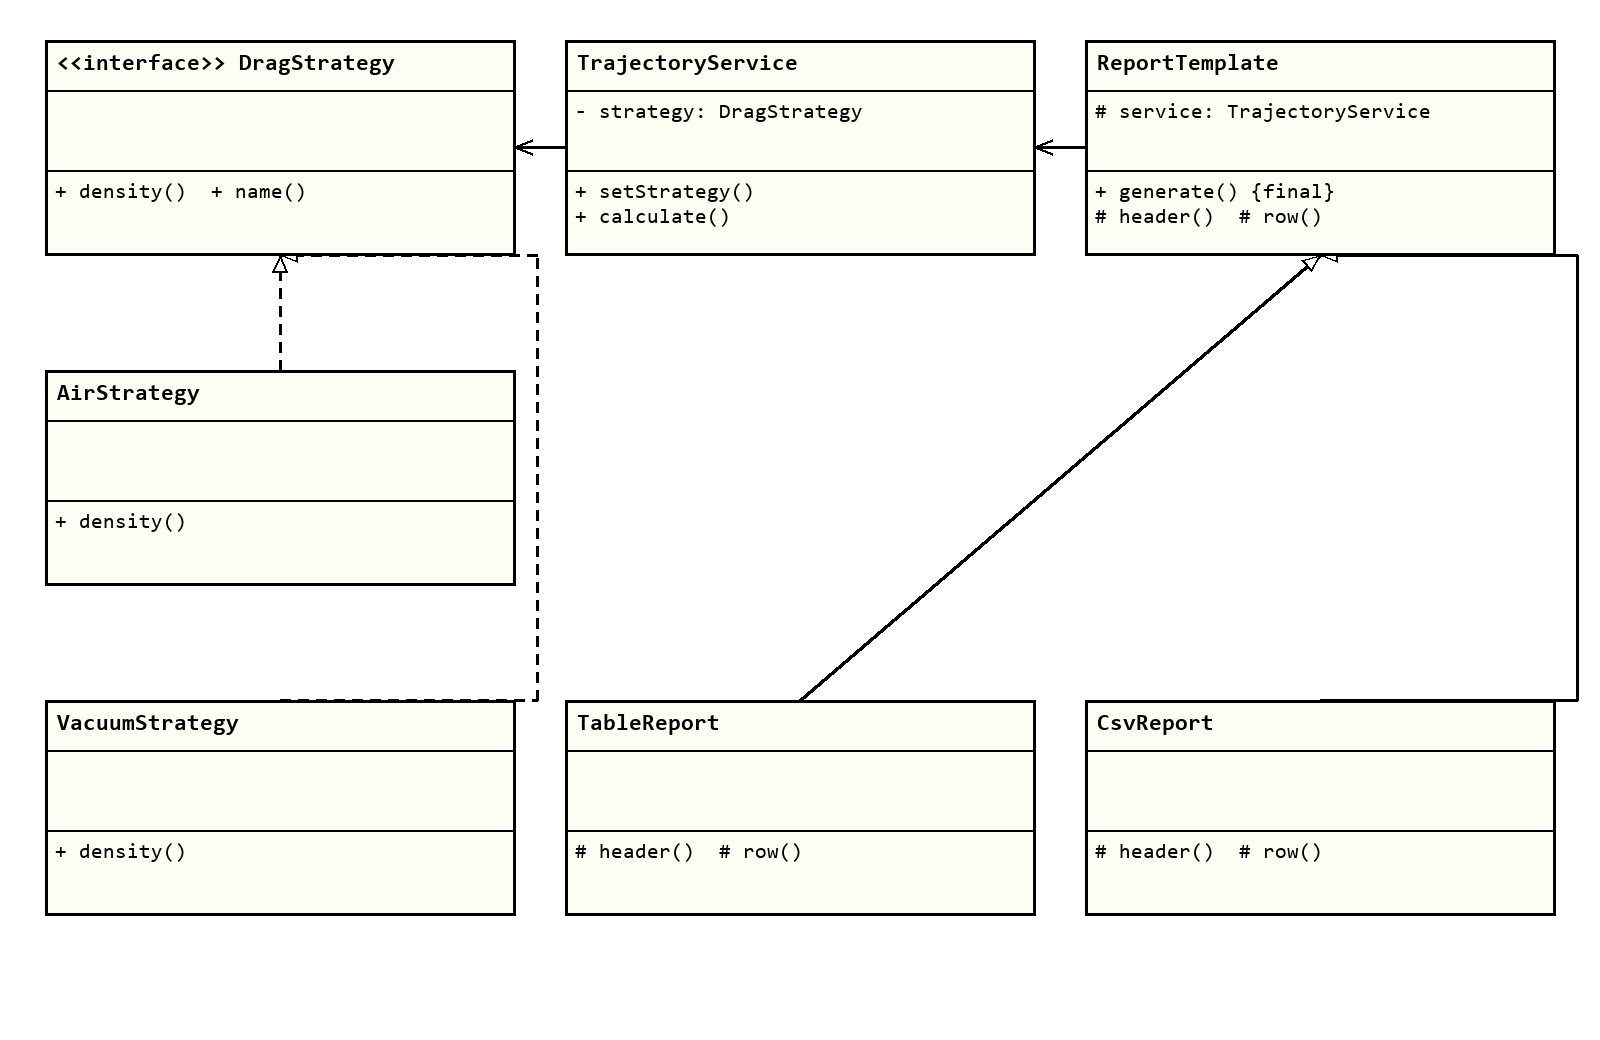 <<interface>> DragStrategy
+ density()  + name()
TrajectoryService
- strategy: DragStrategy
+ setStrategy()
+ calculate()
ReportTemplate
# service: TrajectoryService
+ generate() {final}
# header()  # row()
AirStrategy
+ density()
VacuumStrategy
+ density()
TableReport
# header()  # row()
CsvReport
# header()  # row()